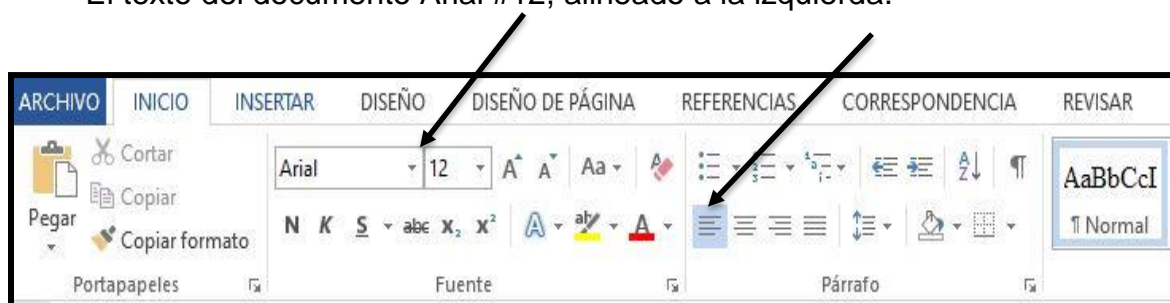 El texto del documento Arial #12, alineado a la izquierda.
ARCHIVO INICIO INSERTAR DISEÑO DISEÑO DE PÁGINA REFERENCIAS CORRESPONDENCIA REVISAR
Cortar
Copiar
Pegar
Copiar formato
Arial 12 A A Aa
N K S abc X₂ X² A ab A
AaBbCcI
¶ Normal
Portapapeles Fuente Párrafo